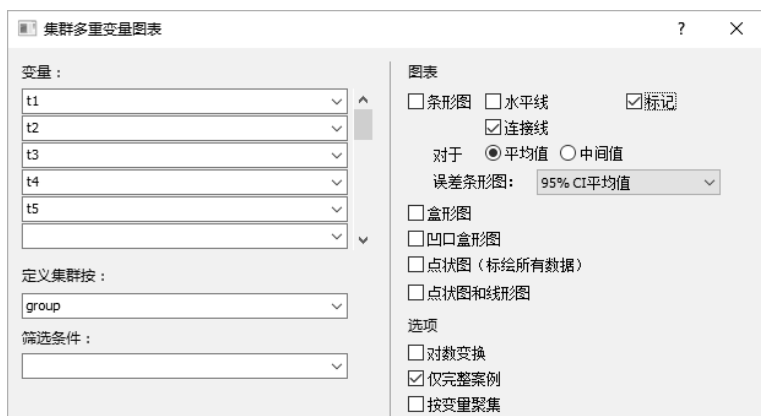 集群多重变量图表
变量：
t1
t2
t3
t4
t5
定义集群按：
group
筛选条件：
图表
条形图 水平线 标记
连接线
对于 平均值 中间值
误差条形图： 95% CI平均值
盒形图
凹口盒形图
点状图（标绘所有数据）
点状图和线形图
选项
对数变换
仅完整案例
按变量聚集